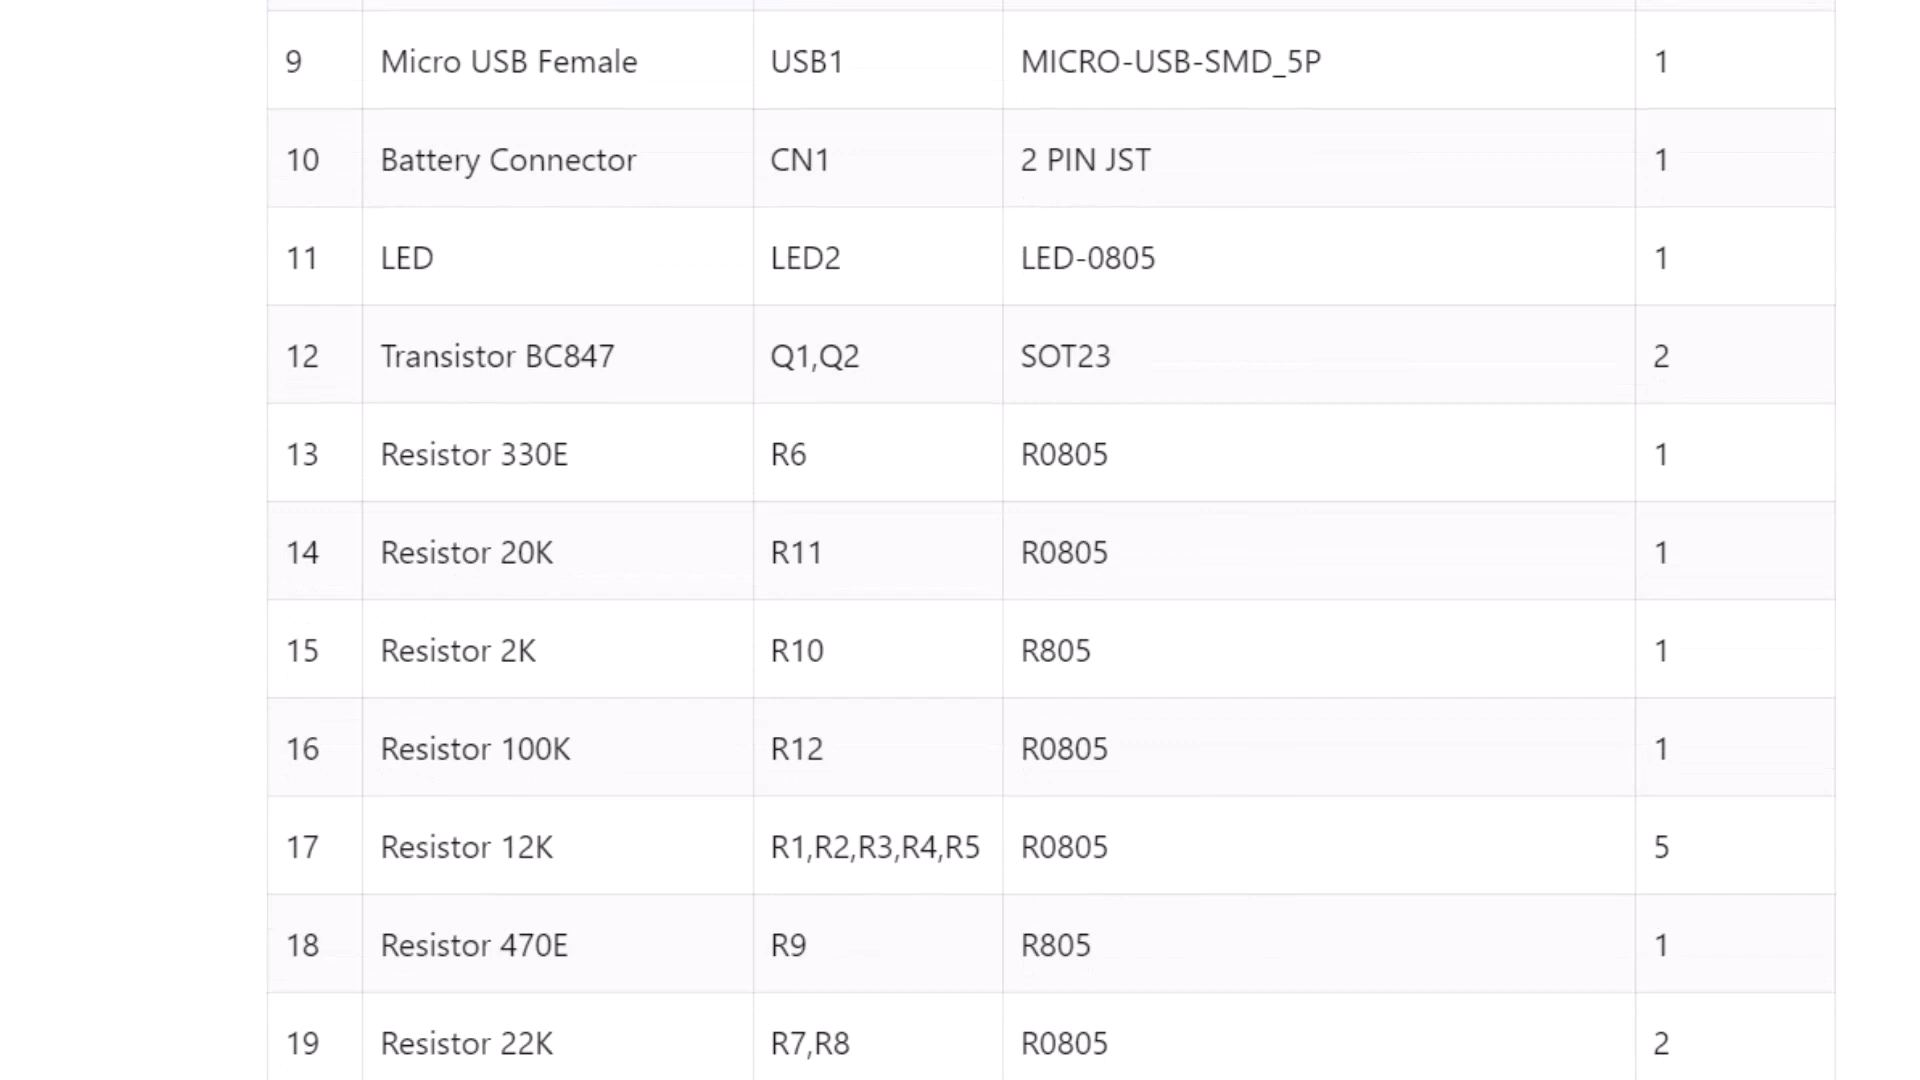 9 Micro USB Female USB1 MICRO-USB-SMD_5P 1
10 Battery Connector CN1 2 PIN JST 1
11 LED LED2 LED-0805 1
12 Transistor BC847 Q1,Q2 SOT23 2
13 Resistor 330E R6 R0805 1
14 Resistor 20K R11 R0805 1
15 Resistor 2K R10 R805 1
16 Resistor 100K R12 R0805 1
17 Resistor 12K R1,R2,R3,R4,R5 R0805 5
18 Resistor 470E R9 R805 1
19 Resistor 22K R7,R8 R0805 2